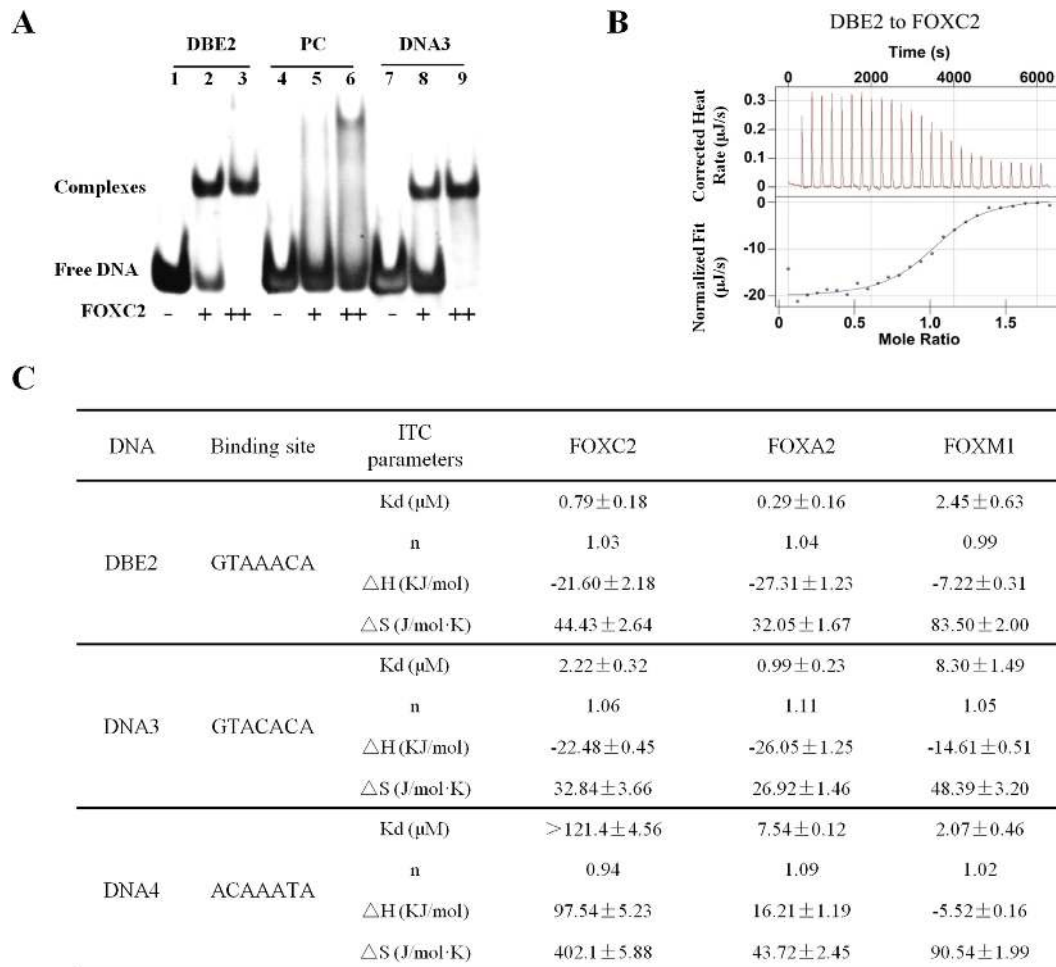 A
DBE2 PC DNA3
1 2 3 4 5 6 7 8 9
Complexes
Free DNA
FOXC2 - + ++ - + ++ - + ++
B
DBE2 to FOXC2
Time (s)
0 2000 4000 6000
Corrected Heat
Rate (μJ/s)
0.3
0.2
0.1
0
Normalized Fit
(μJ/s)
0
-10
-20
0.5 1.0 1.5
Mole Ratio
C
DNA Binding site ITC parameters FOXC2 FOXA2 FOXM1
DBE2 GTAAACA
Kd (μM) 0.79±0.18 0.29±0.16 2.45±0.63
n 1.03 1.04 0.99
△H (KJ/mol) -21.60±2.18 -27.31±1.23 -7.22±0.31
△S (J/mol·K) 44.43±2.64 32.05±1.67 83.50±2.00
DNA3 GTACACA
Kd (μM) 2.22±0.32 0.99±0.23 8.30±1.49
n 1.06 1.11 1.05
△H (KJ/mol) -22.48±0.45 -26.05±1.25 -14.61±0.51
△S (J/mol·K) 32.84±3.66 26.92±1.46 48.39±3.20
DNA4 ACAAATA
Kd (μM) >121.4±4.56 7.54±0.12 2.07±0.46
n 0.94 1.09 1.02
△H (KJ/mol) 97.54±5.23 16.21±1.19 -5.52±0.16
△S (J/mol·K) 402.1±5.88 43.72±2.45 90.54±1.99